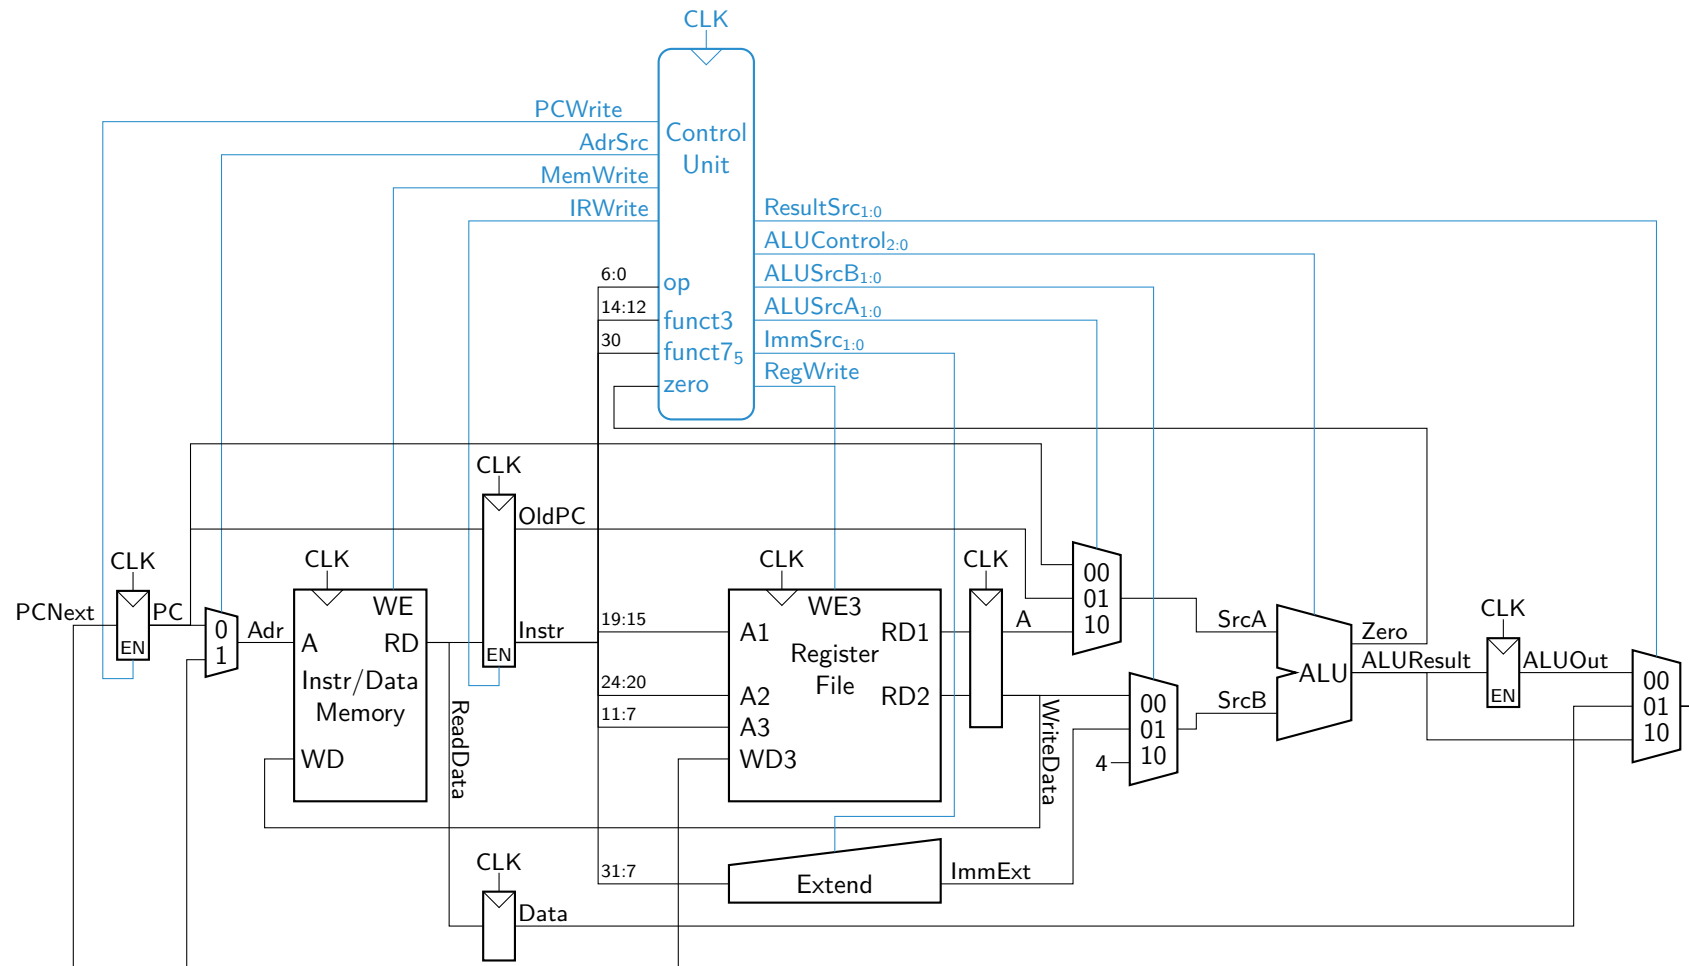 CLK
PCWrite
AdrSrc
MemWrite
IRWrite
Control
Unit
ResultSrc1:0
ALUControl2:0
ALUSrcB1:0
ALUSrcA1:0
ImmSrc1:0
RegWrite
6:0
op
14:12
funct3
30
funct75
zero
CLK
OldPC
CLK
CLK
CLK
CLK
PCNext
PC
EN
0
1
Adr
WE
A
RD
Instr/Data
Memory
WD
EN
Instr
ReadData
19:15
24:20
11:7
WE3
A1
RD1
Register
File
A2
RD2
A3
WD3
A
WriteData
00
01
10
00
01
10
4
SrcA
SrcB
ALU
Zero
ALUResult
CLK
EN
ALUOut
00
01
10
31:7
Extend
ImmExt
CLK
Data